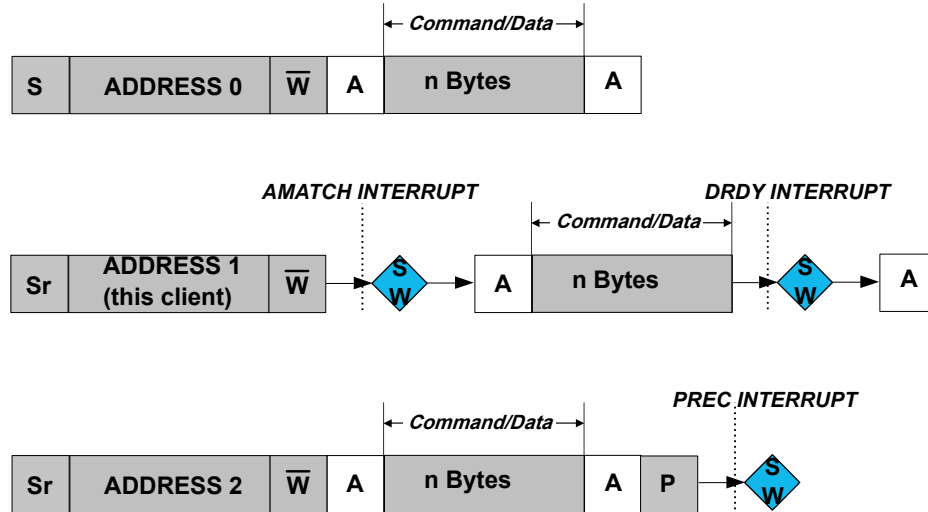 Command/Data
S ADDRESS 0 W A n Bytes A
AMATCH INTERRUPT DRDY INTERRUPT
Command/Data
Sr ADDRESS 1 (this client) W S W A n Bytes S W A
PREC INTERRUPT
Command/Data
Sr ADDRESS 2 W A n Bytes A P S W